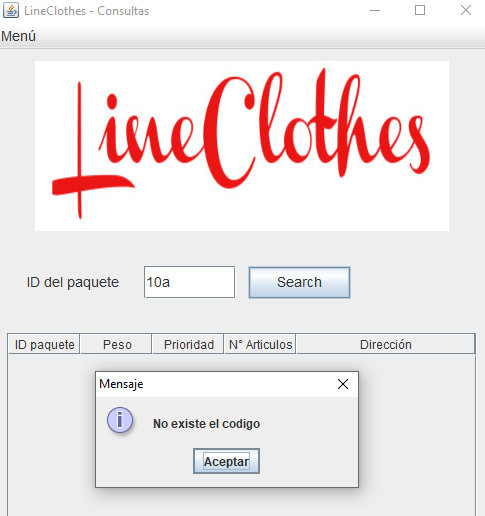 LineClothes - Consultas
Menú
LineClothes
ID del paquete 10a Search
ID paquete Peso Prioridad N° Articulos Dirección
Mensaje
No existe el codigo
Aceptar